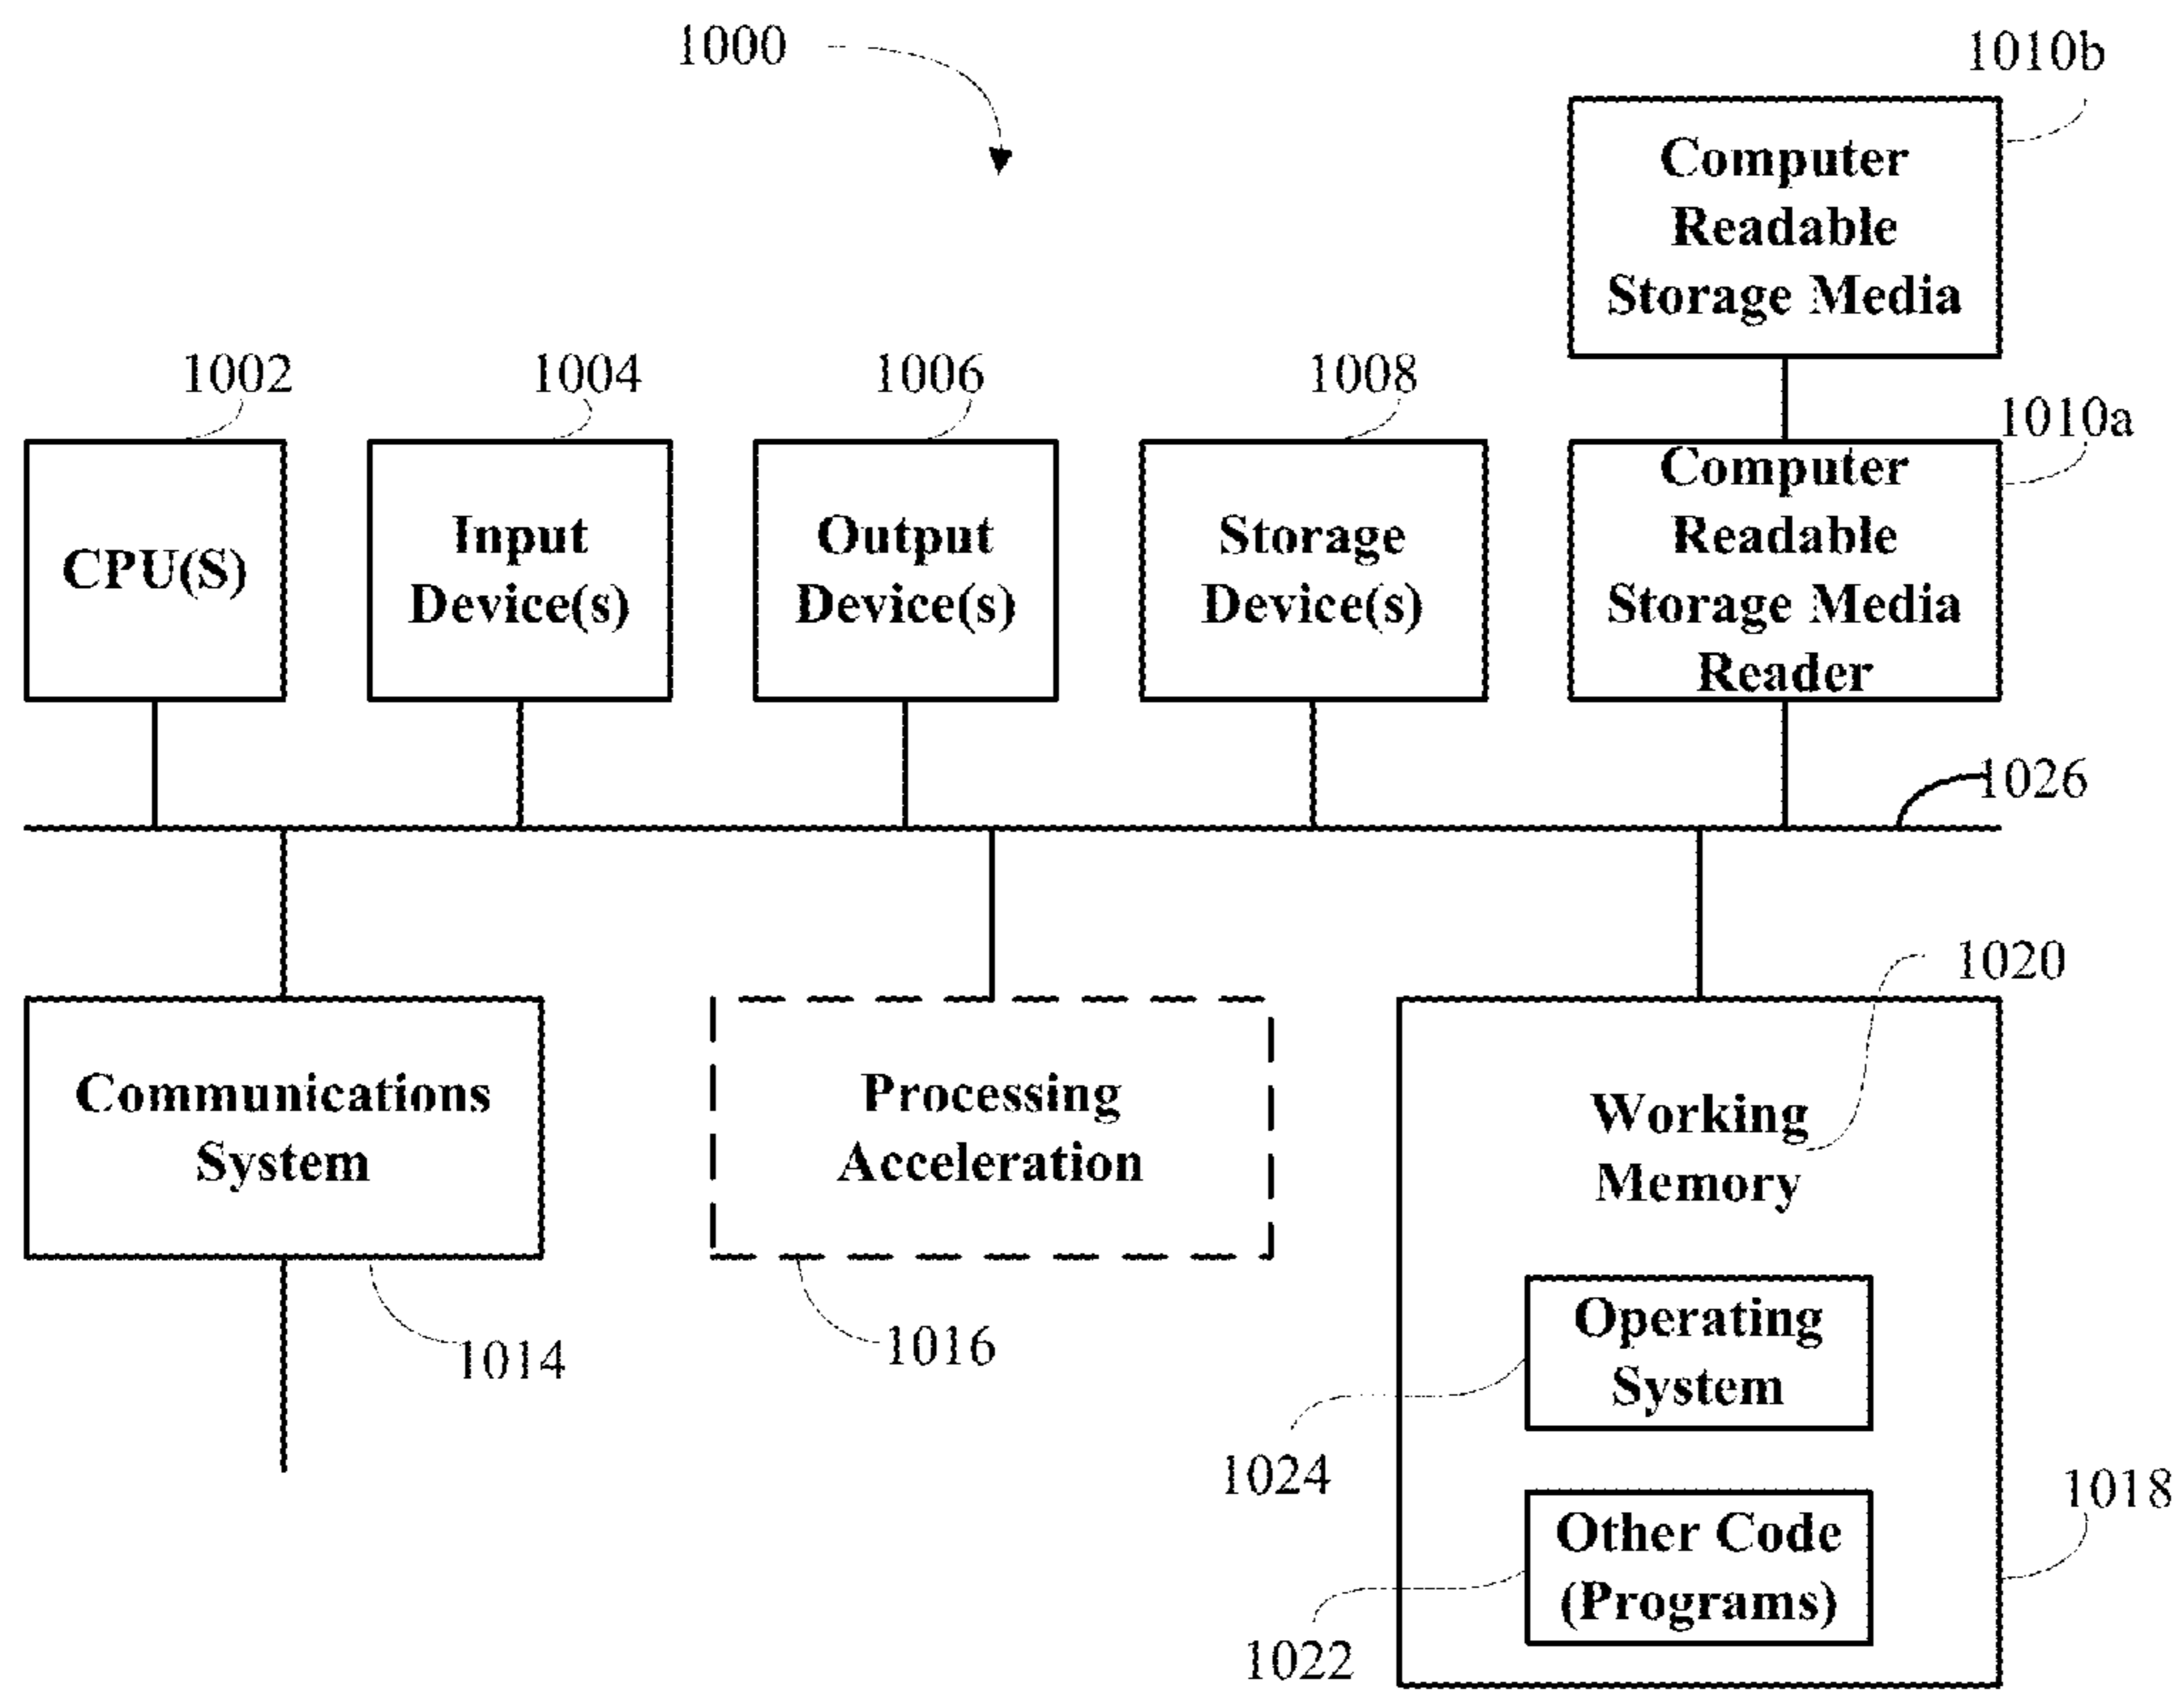 1000
1010b
Computer
Readable
Storage Media
1002
1004
1006
1008
1010a
CPU(S)
Input
Device(s)
Output
Device(s)
Storage
Device(s)
Computer
Readable
Storage Media
Reader
1026
1020
Communications
System
Processing
Acceleration
Working
Memory
1014
1016
Operating
System
1024
1018
Other Code
(Programs)
1022